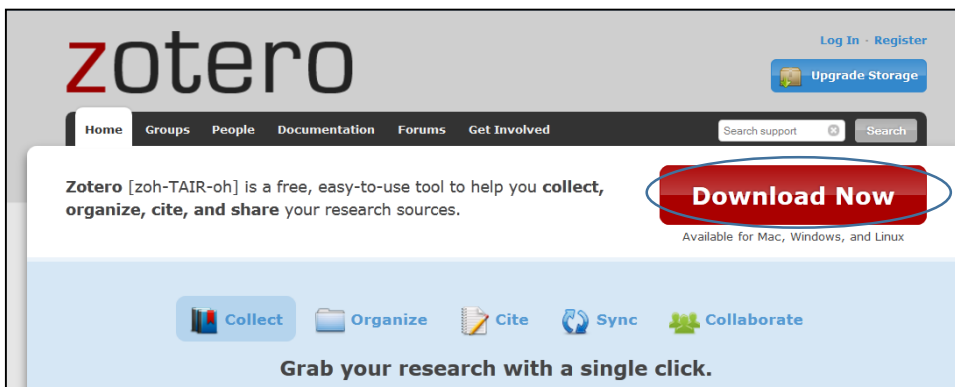 zotero
Log In · Register
Upgrade Storage
Home Groups People Documentation Forums Get Involved
Search support Search
Zotero [zoh-TAIR-oh] is a free, easy-to-use tool to help you collect,
organize, cite, and share your research sources.
Download Now
Available for Mac, Windows, and Linux
Collect Organize Cite Sync Collaborate
Grab your research with a single click.